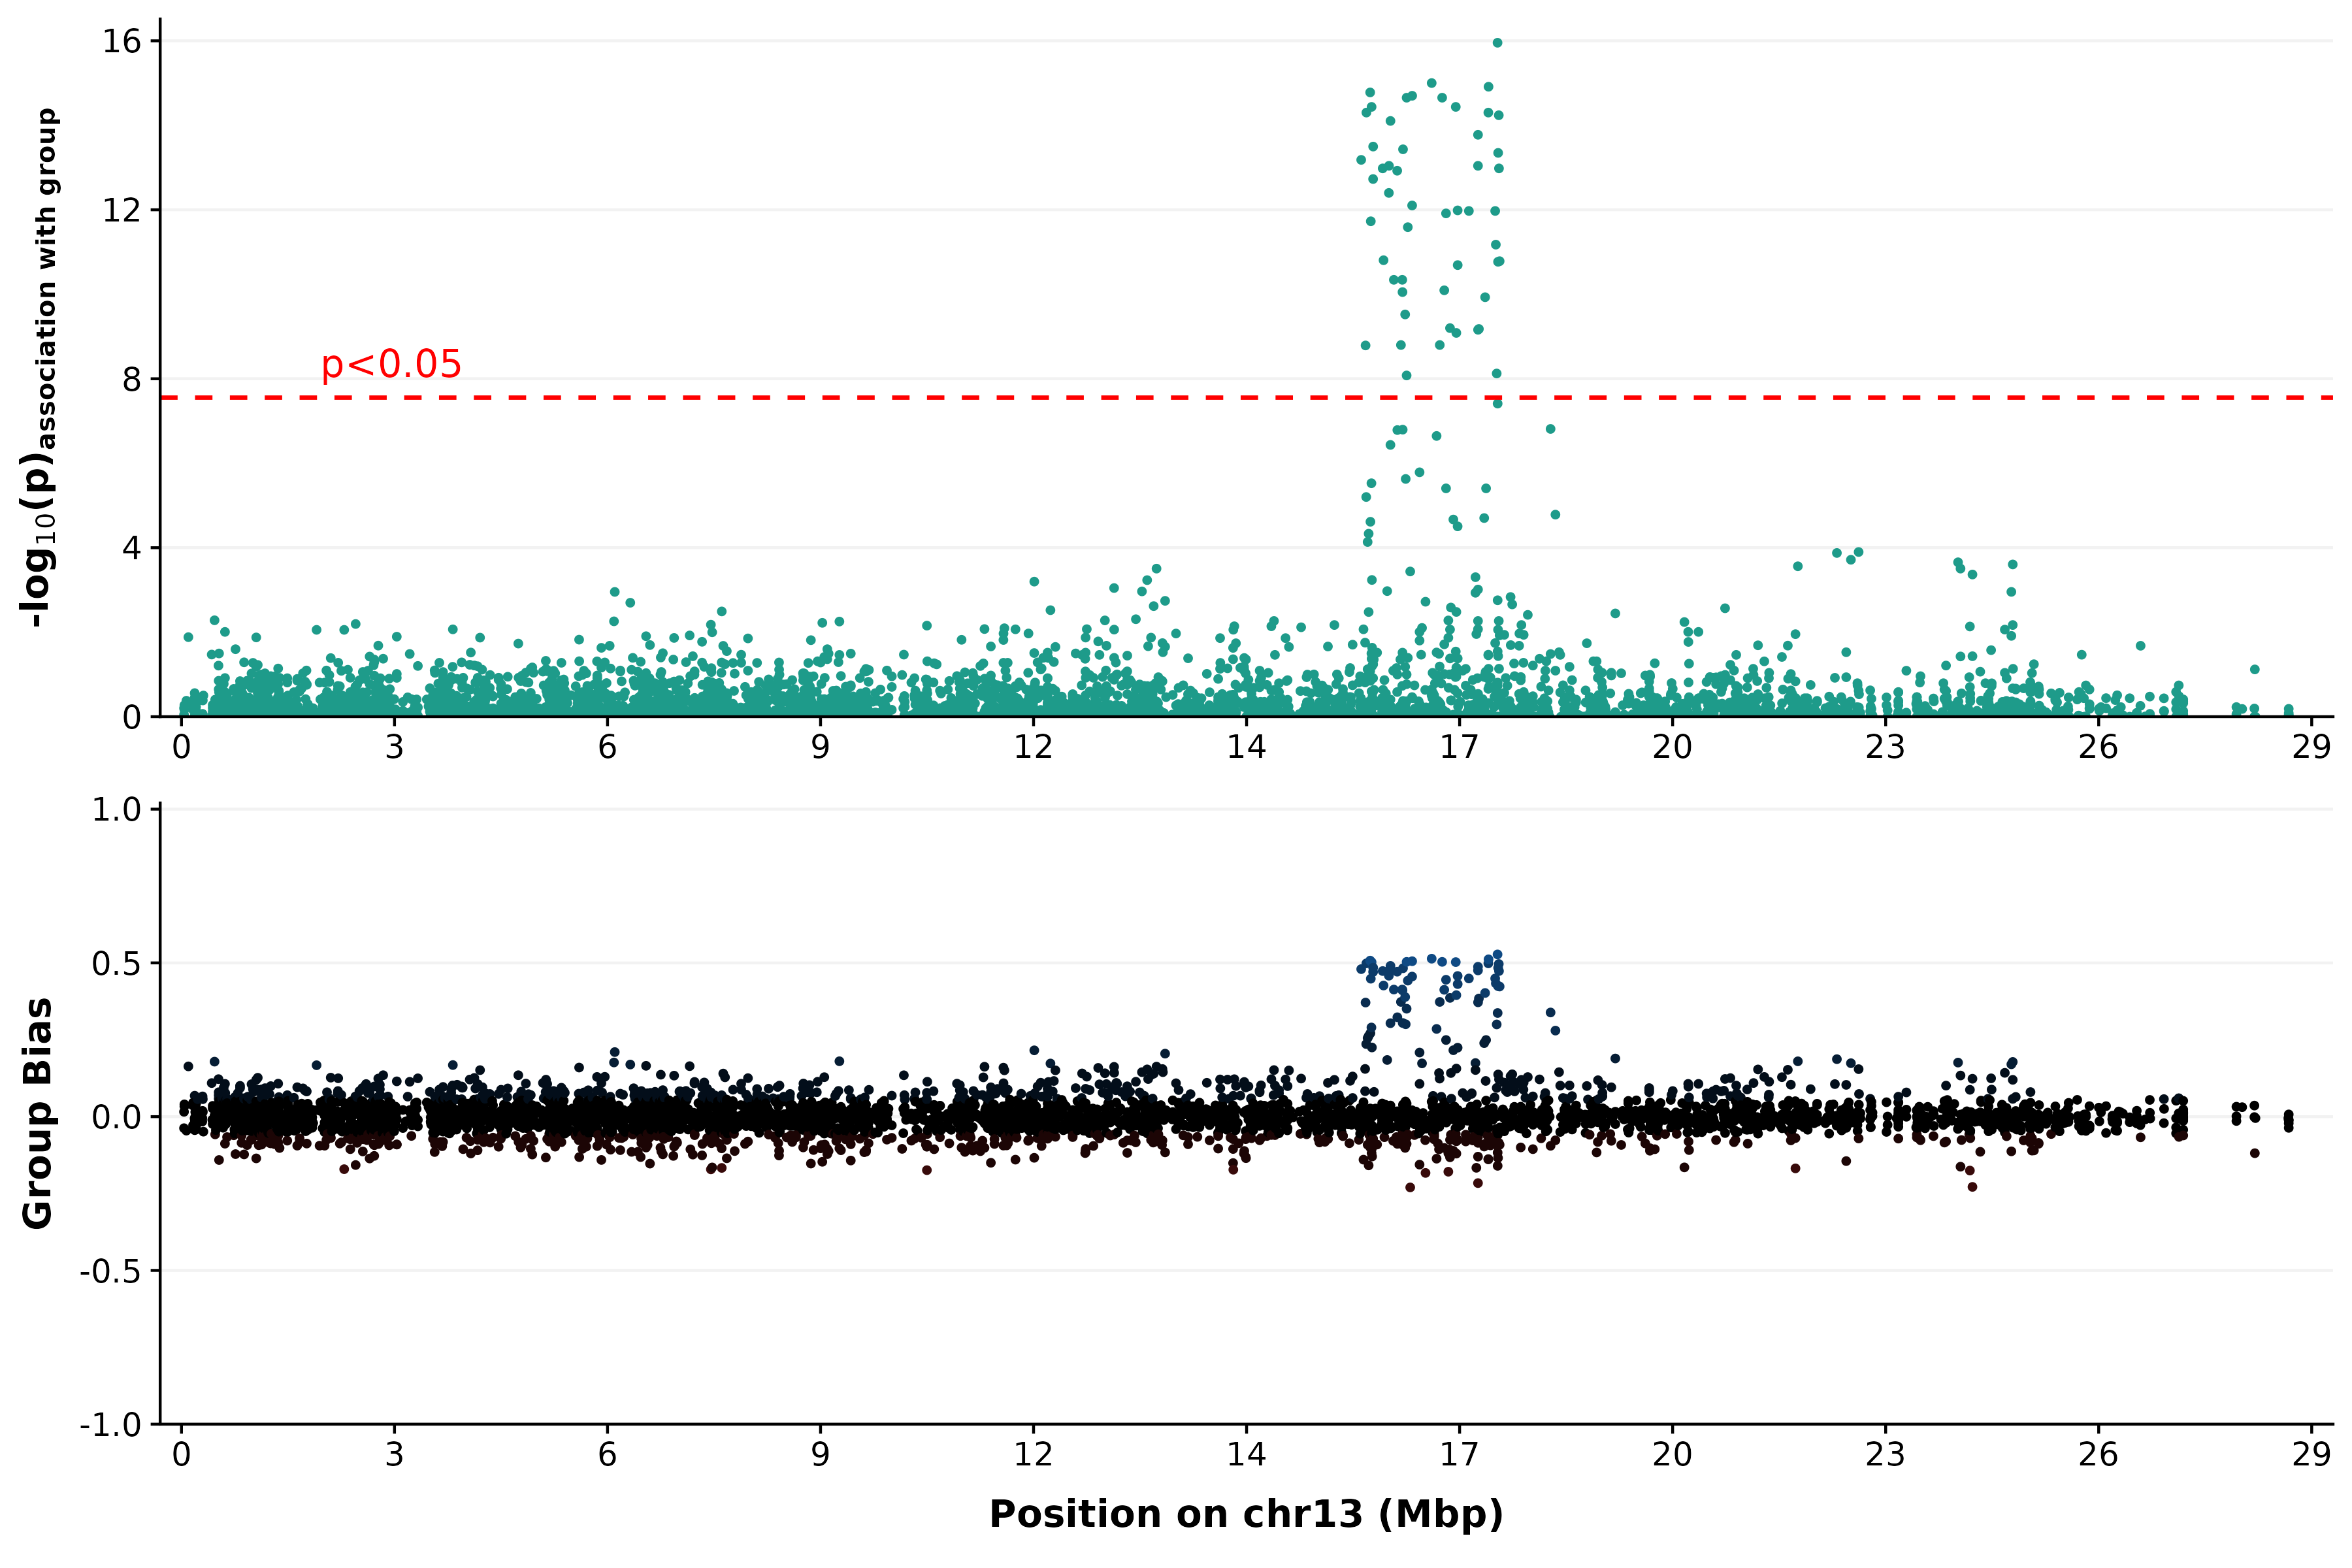 16
12
8
4
0
-log10(p)association with group
p<0.05
0 3 6 9 12 14 17 20 23 26 29
1.0
0.5
0.0
-0.5
-1.0
Group Bias
0 3 6 9 12 14 17 20 23 26 29
Position on chr13 (Mbp)